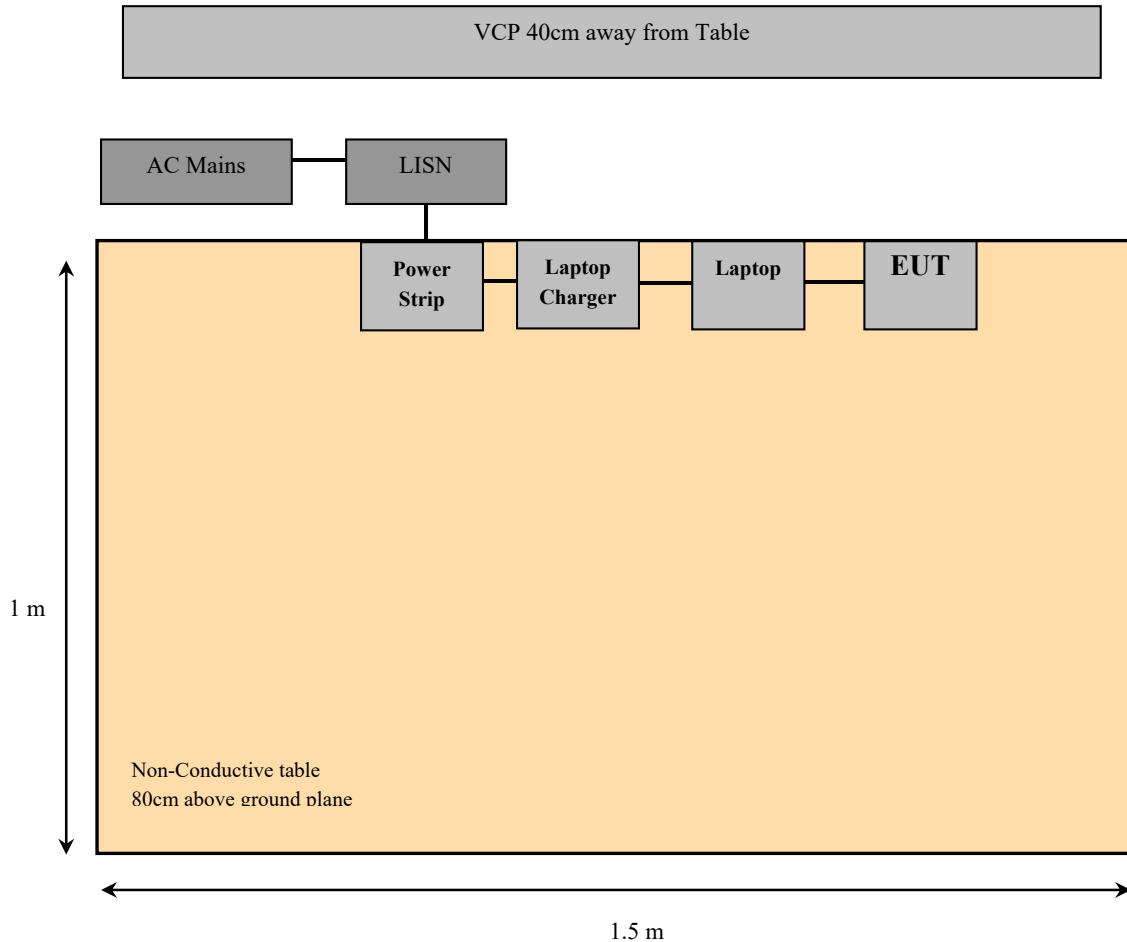 VCP 40cm away from Table
AC Mains
LISN
Power
Strip
Laptop
Charger
Laptop
EUT
1 m
Non-Conductive table
80cm above ground plane
1.5 m